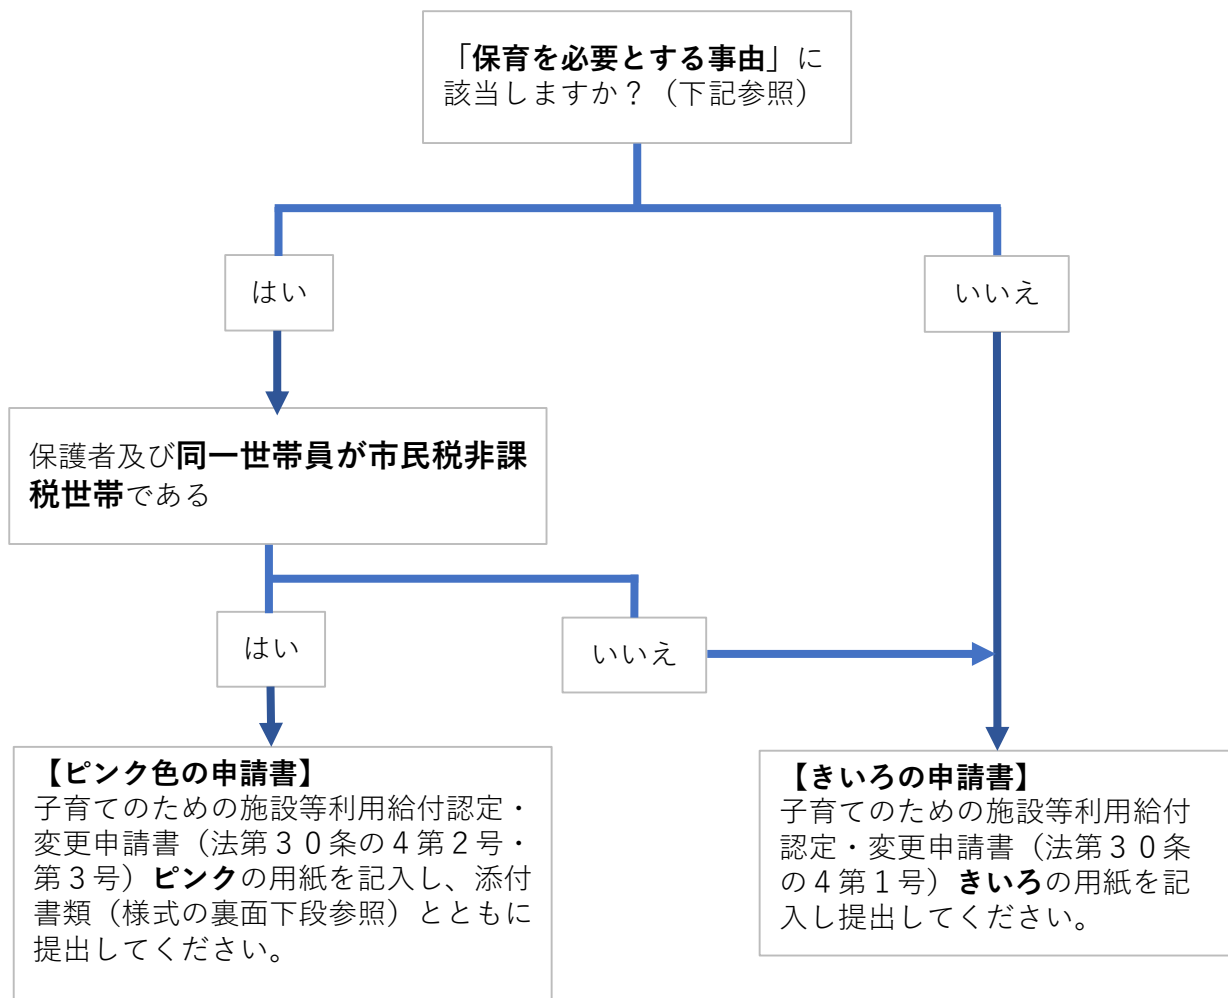 「保育を必要とする事由」に
該当しますか？（下記参照）
はい
いいえ
保護者及び同一世帯員が市民税非課
税世帯である
はい
いいえ
【ピンク色の申請書】
子育てのための施設等利用給付認定・
変更申請書（法第３０条の４第２号・
第３号）ピンクの用紙を記入し、添付
書類（様式の裏面下段参照）とともに
提出してください。
【きいろの申請書】
子育てのための施設等利用給付
認定・変更申請書（法第３０条
の４第１号）きいろの用紙を記
入し提出してください。